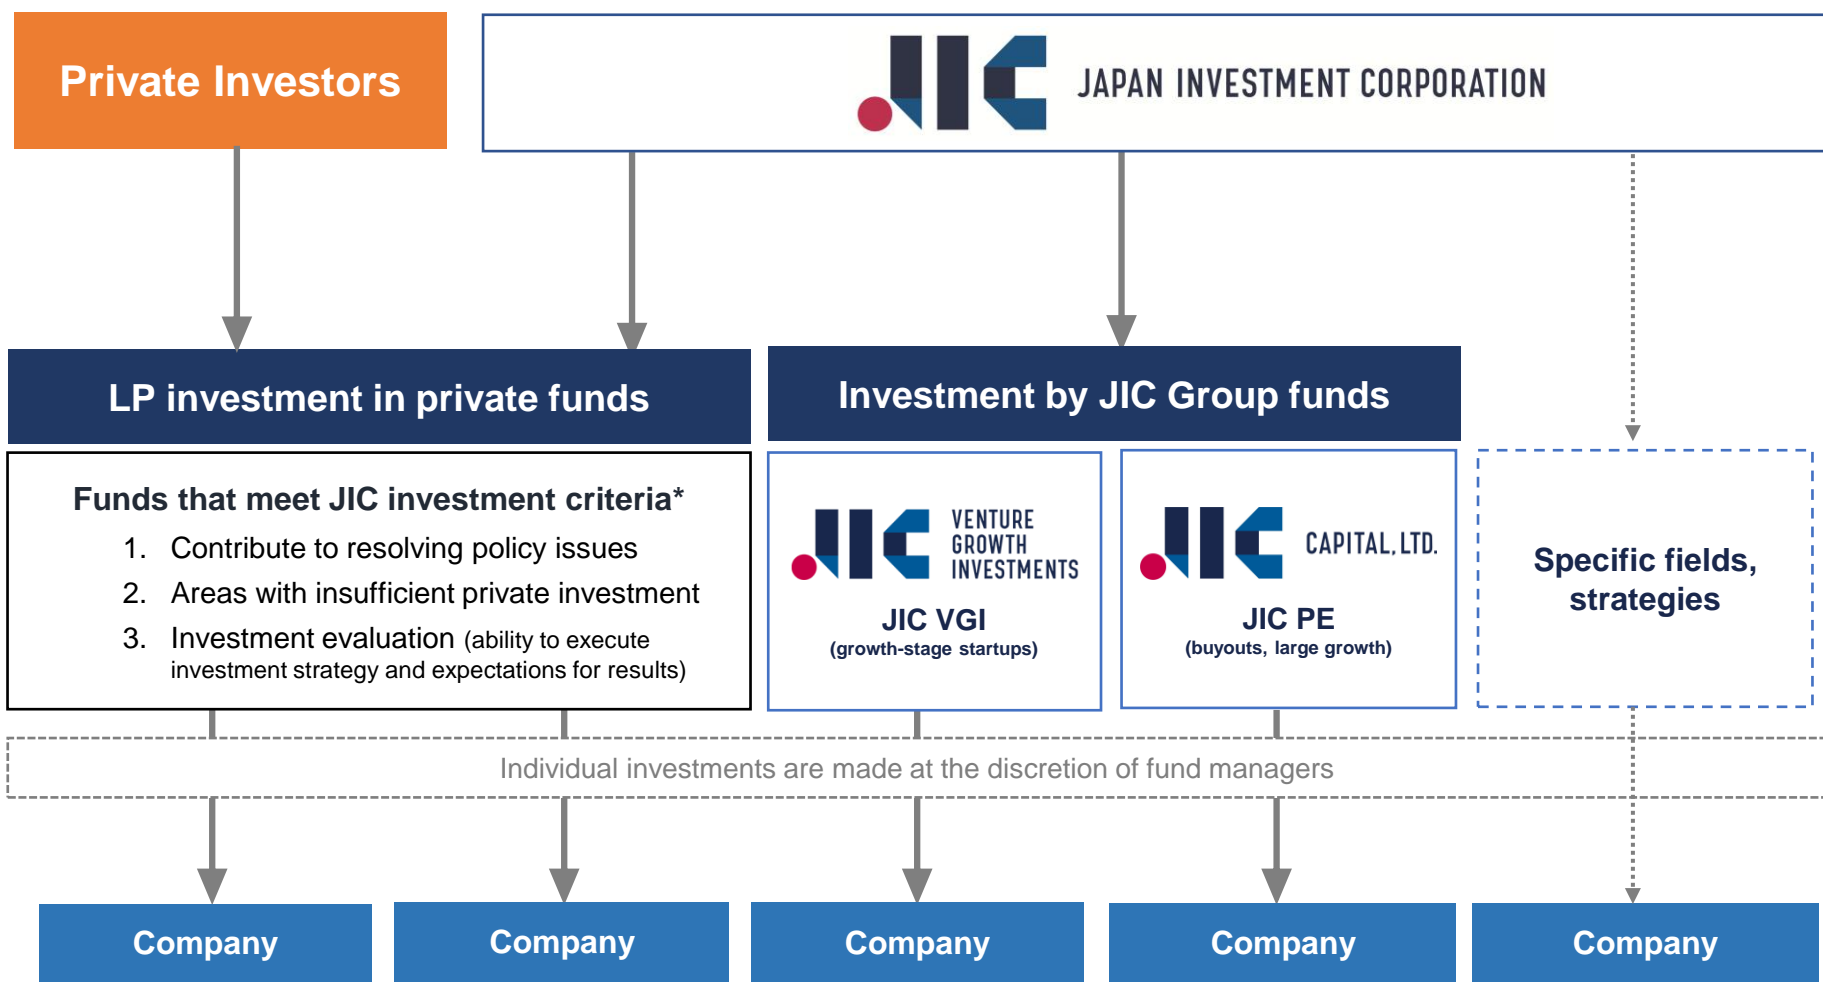 Private Investors
JIC JAPAN INVESTMENT CORPORATION
LP investment in private funds
Investment by JIC Group funds
Funds that meet JIC investment criteria*
1. Contribute to resolving policy issues
2. Areas with insufficient private investment
3. Investment evaluation (ability to execute
investment strategy and expectations for results)
JIC VENTURE
GROWTH
INVESTMENTS
JIC VGI
(growth-stage startups)
JIC CAPITAL, LTD.
JIC PE
(buyouts, large growth)
Specific fields,
strategies
Individual investments are made at the discretion of fund managers
Company
Company
Company
Company
Company